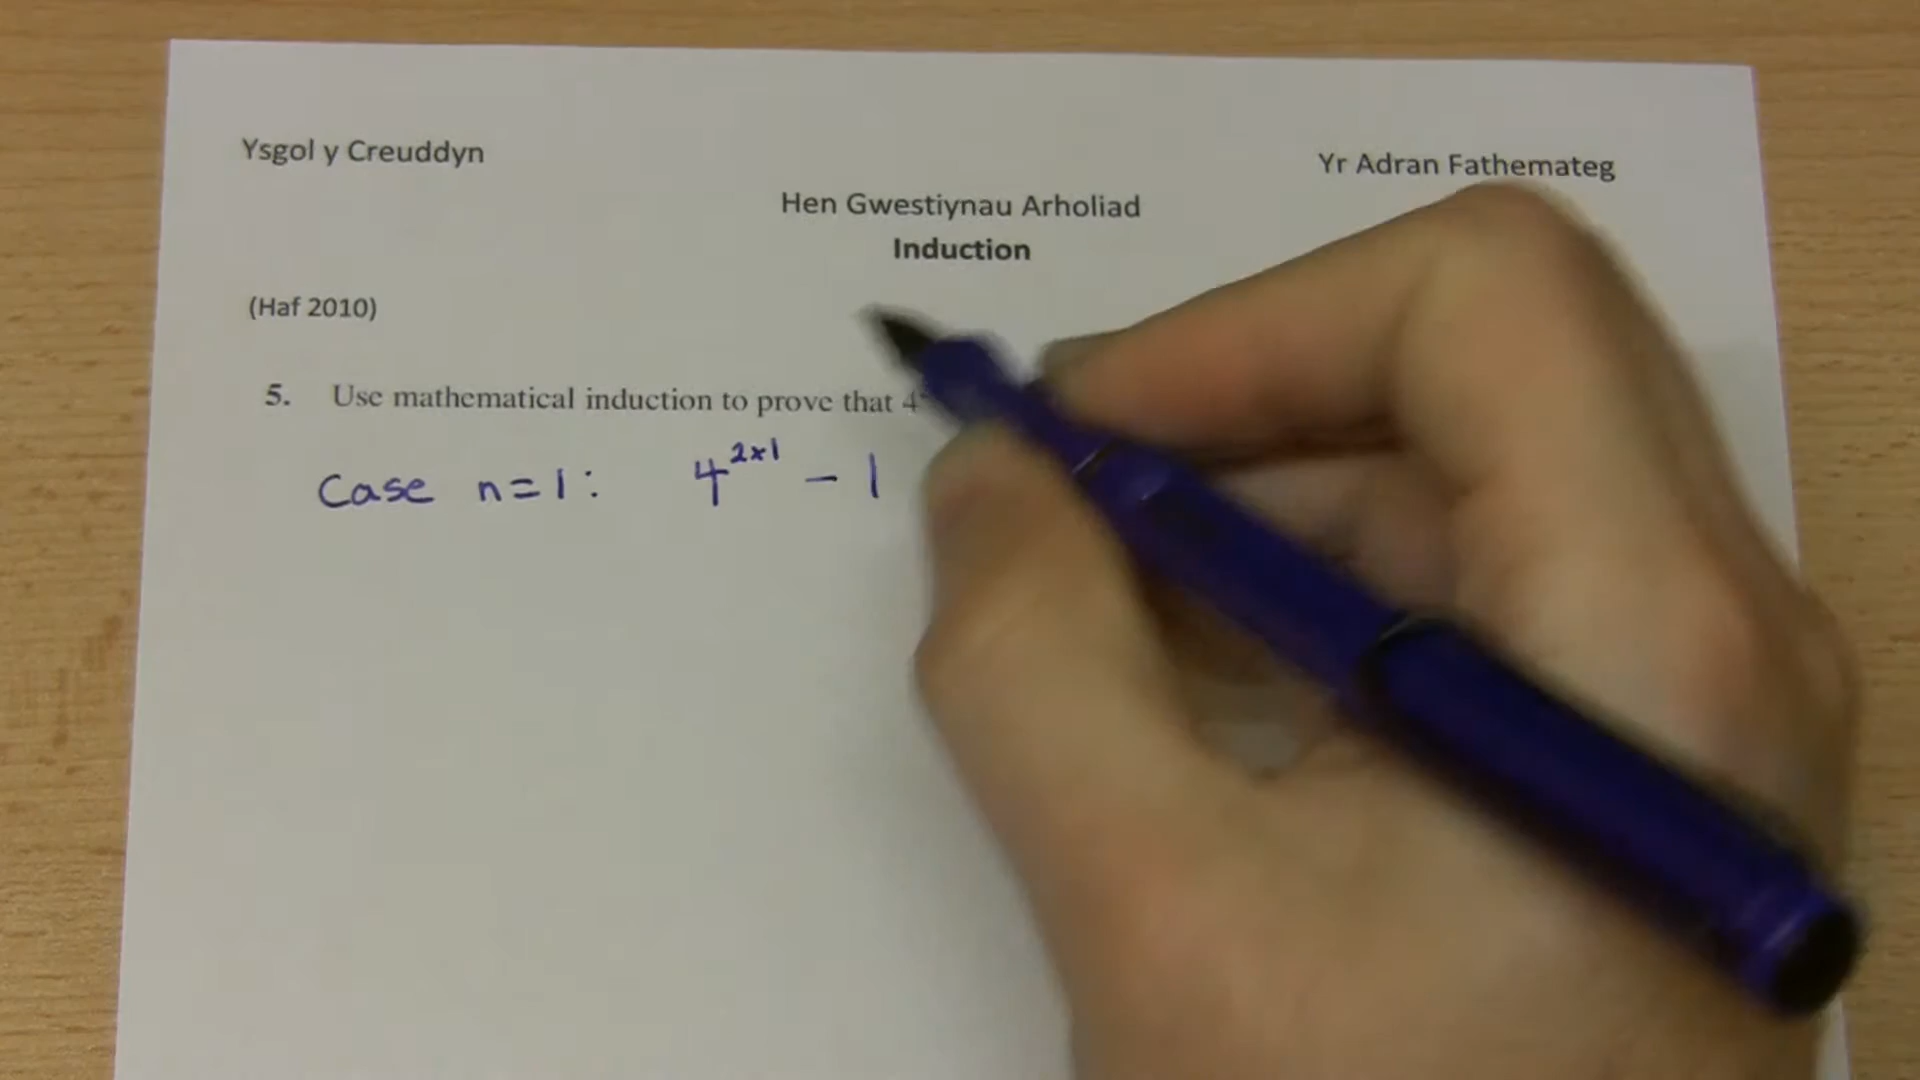 Ysgol y Creuddyn
Yr Adran Fathemateg
Hen Gwestiynau Arholiad
Induction
(Haf 2010)
5. Use mathematical induction to prove that 4
Case n=1: 4^{2×1} - 1